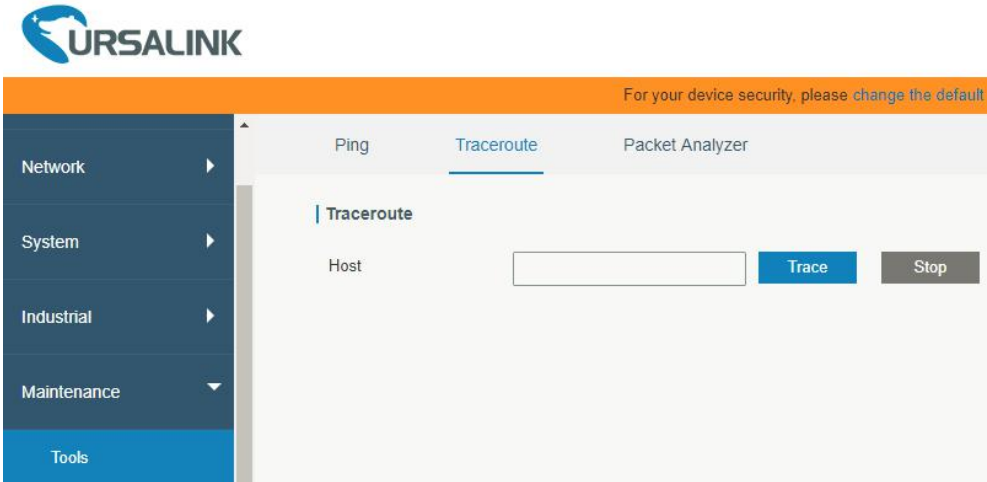 URSALINK
For your device security, please change the default
Network
System
Industrial
Maintenance
Tools
Ping Traceroute Packet Analyzer
Traceroute
Host Trace Stop